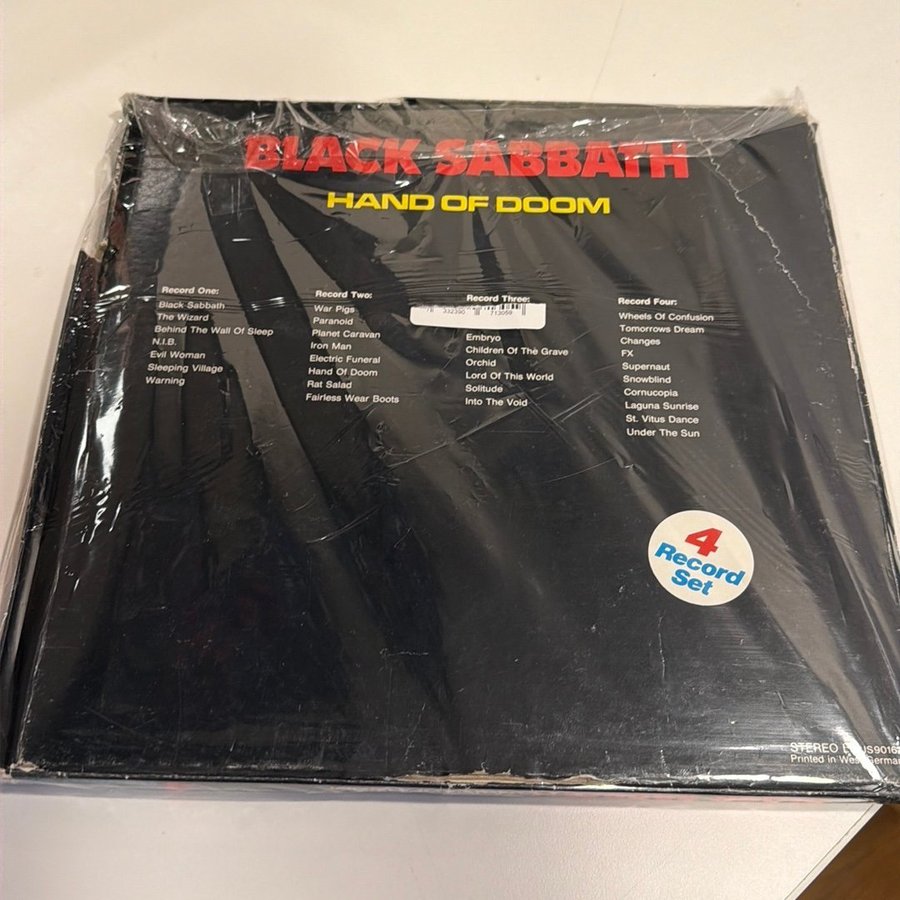 BLACK SABBATH
HAND OF DOOM
Record One:
Black Sabbath
The Wizard
Behind The Wall Of Sleep
N.I.B.
Evil Woman
Sleeping Village
Warning
Record Two:
War Pigs
Paranoid
Planet Caravan
Iron Man
Electric Funeral
Hand Of Doom
Rat Salad
Fairless Wear Boots
Record Three:
713059
Embryo
Children Of The Grave
Orchid
Lord Of This World
Solitude
Into The Void
Record Four:
Wheels Of Confusion
Tomorrows Dream
Changes
FX
Supernaut
Snowblind
Cornucopia
Laguna Sunrise
St. Vitus Dance
Under The Sun
4
Record
Set
STEREO
Printed in West